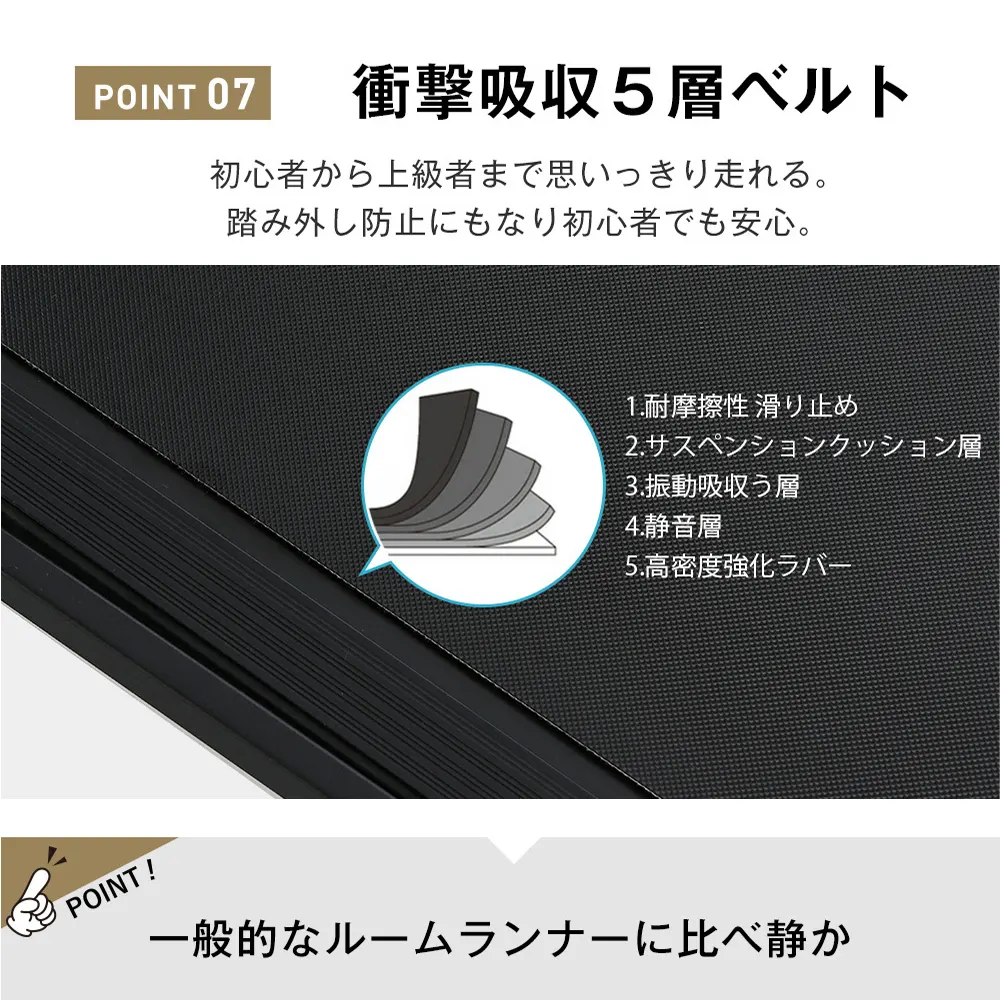 POINT 07
衝撃吸収5層ベルト
初心者から上級者まで思いっきり走れる。
踏み外し防止にもなり初心者でも安心。
1.耐摩擦性 滑り止め
2.サスペンションクッション層
3.振動吸収う層
4.静音層
5.高密度強化ラバー
POINT!
一般的なルームランナーに比べ静か